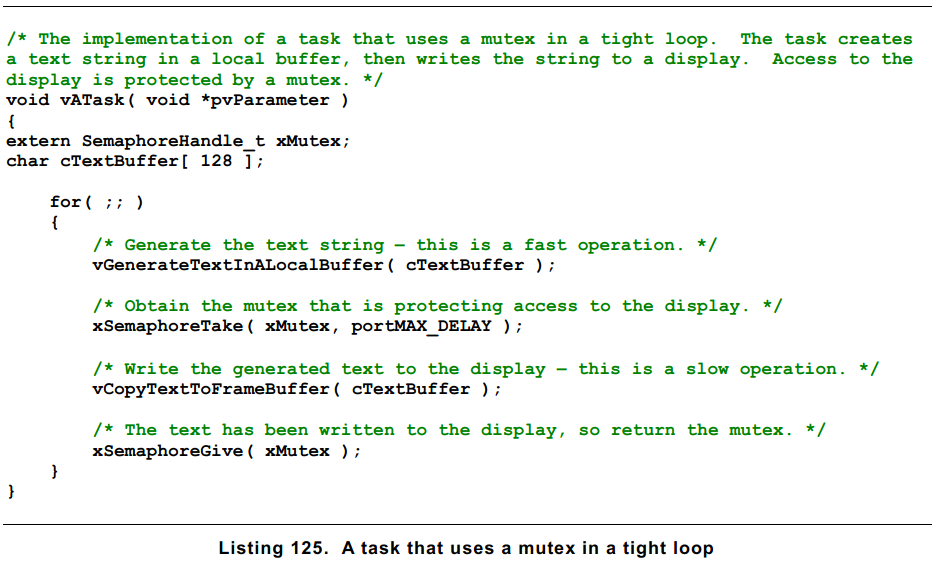 /* The implementation of a task that uses a mutex in a tight loop.  The task creates
a text string in a local buffer, then writes the string to a display.  Access to the
display is protected by a mutex. */
void vATask( void *pvParameter )
{
extern SemaphoreHandle_t xMutex;
char cTextBuffer[ 128 ];

    for( ;; )
    {
        /* Generate the text string – this is a fast operation. */
        vGenerateTextInALocalBuffer( cTextBuffer );

        /* Obtain the mutex that is protecting access to the display. */
        xSemaphoreTake( xMutex, portMAX_DELAY );

        /* Write the generated text to the display – this is a slow operation. */
        vCopyTextToFrameBuffer( cTextBuffer );

        /* The text has been written to the display, so return the mutex. */
        xSemaphoreGive( xMutex );
    }
}

Listing 125.  A task that uses a mutex in a tight loop